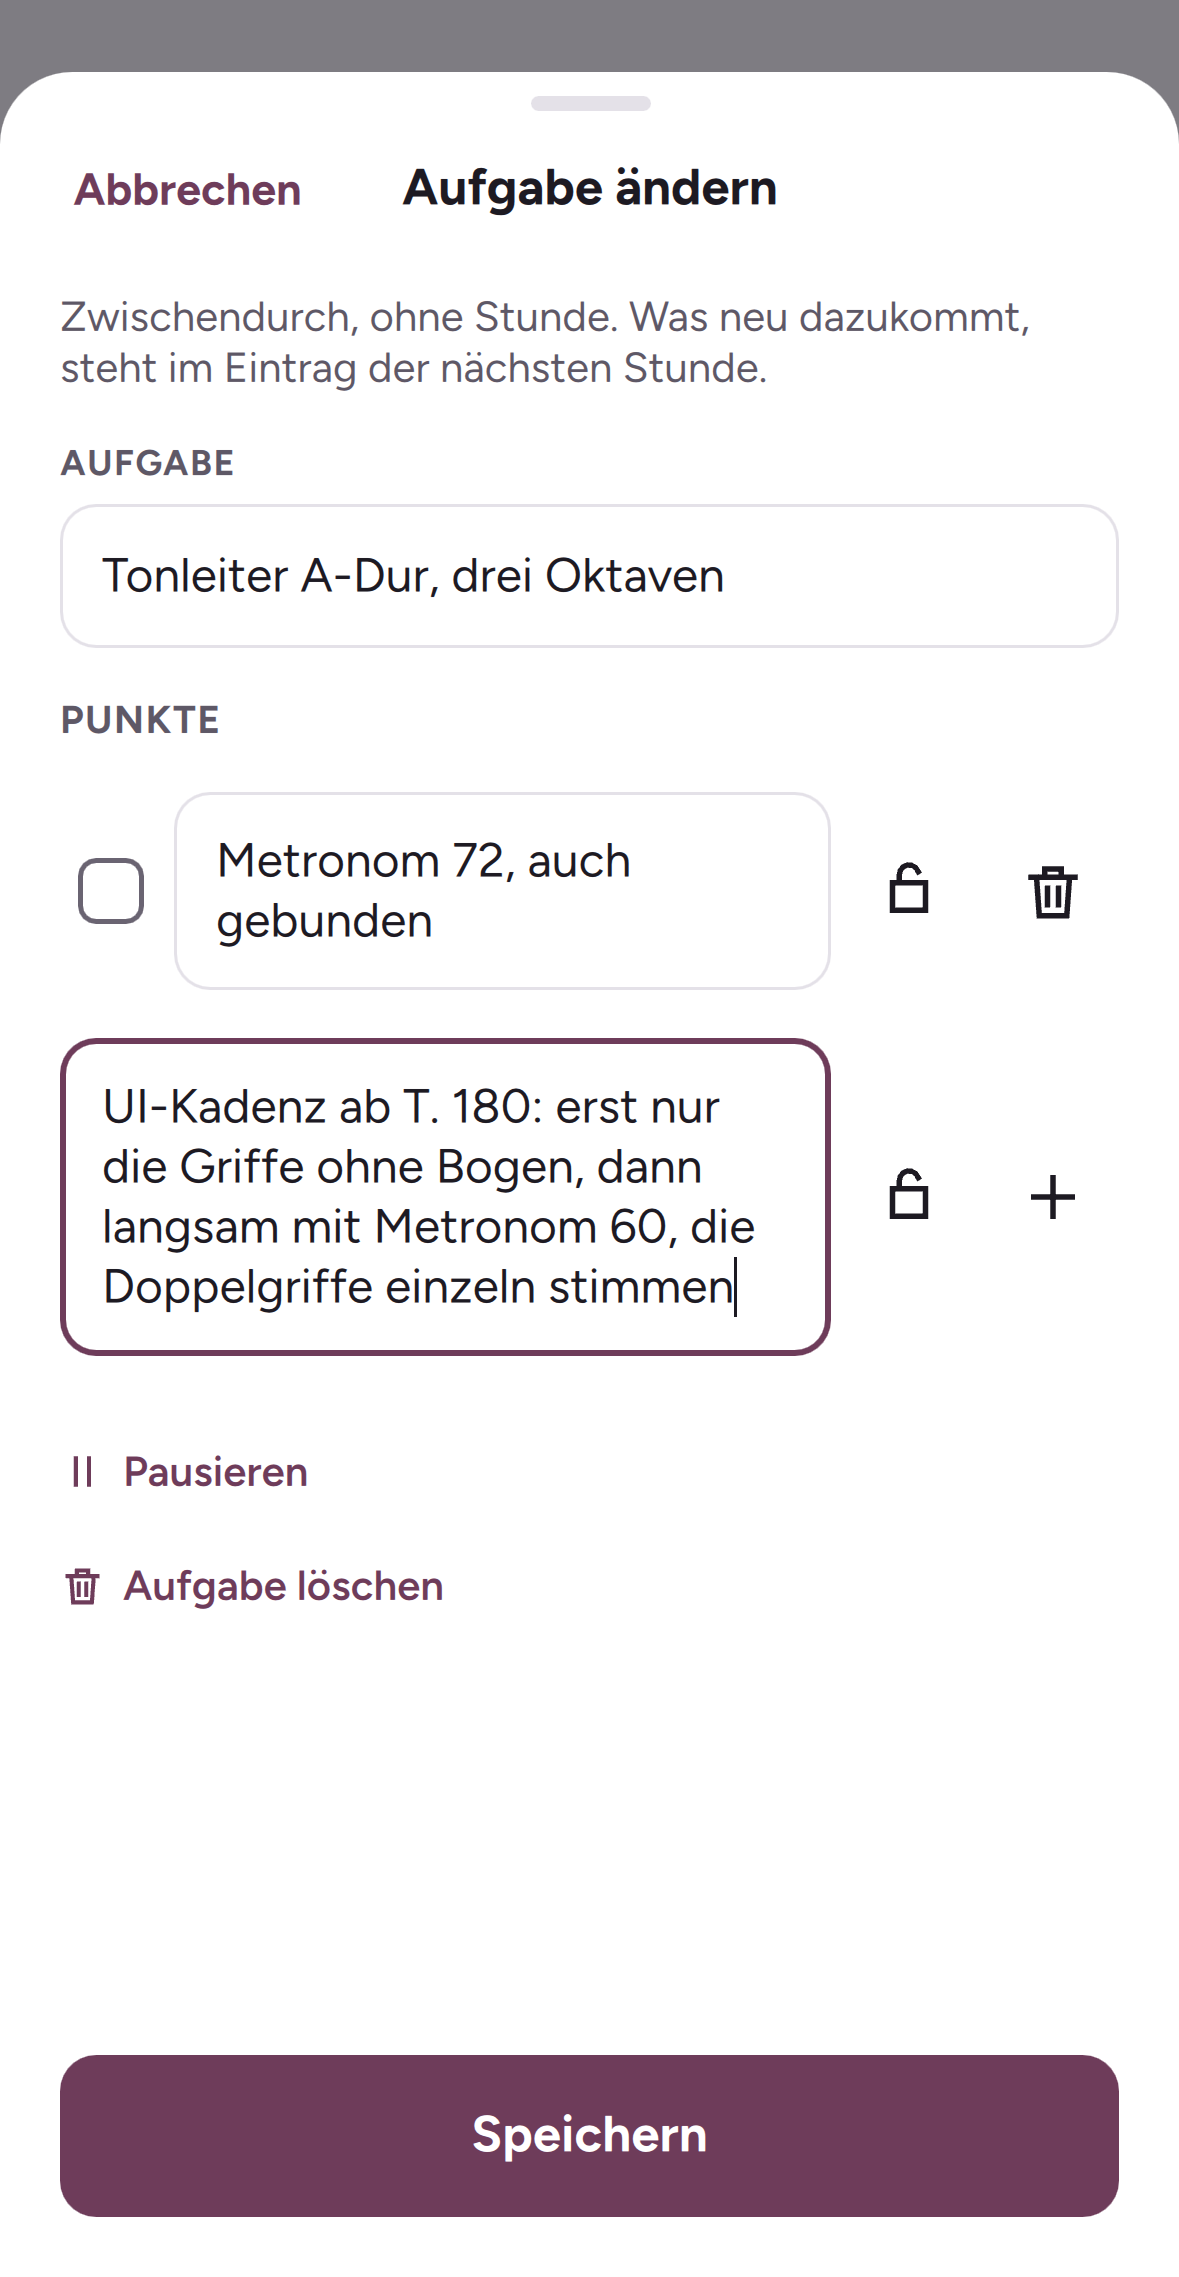 Abbrechen
Aufgabe ändern
Zwischendurch, ohne Stunde. Was neu dazukommt,
steht im Eintrag der nächsten Stunde.
AUFGABE
Tonleiter A-Dur, drei Oktaven
PUNKTE
Metronom 72, auch
gebunden
UI-Kadenz ab T. 180: erst nur
die Griffe ohne Bogen, dann
langsam mit Metronom 60, die
Doppelgriffe einzeln stimmen
Pausieren
Aufgabe löschen
Speichern